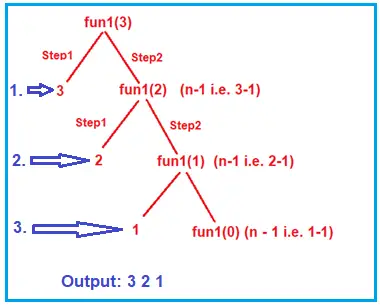 fun1(3)
Step1 Step2
1. 3 fun1(2) (n-1 i.e. 3-1)
Step1 Step2
2. 2 fun1(1) (n-1 i.e. 2-1)
3. 1 fun1(0) (n - 1 i.e. 1-1)
Output: 3 2 1